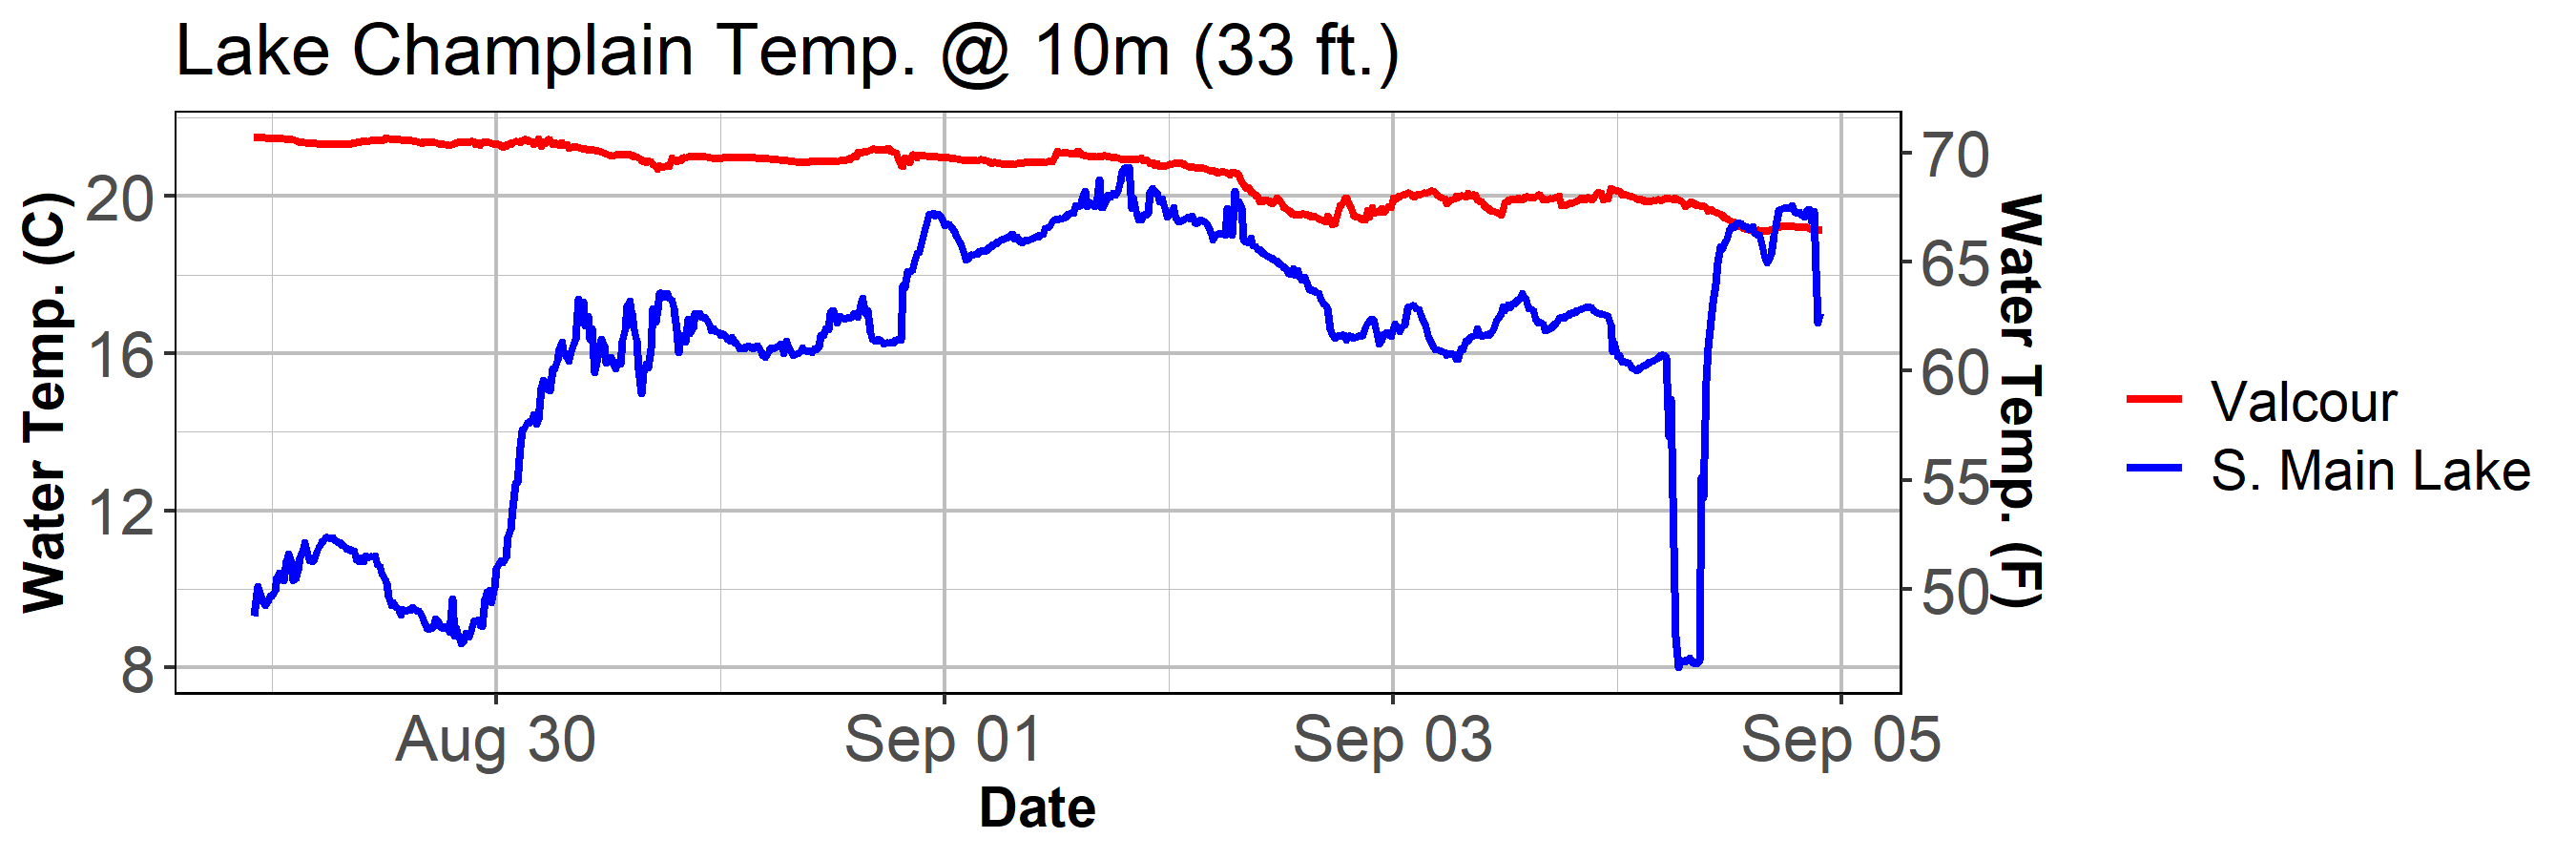 Lake Champlain Temp. @ 10m (33 ft.)
Water Temp. (C)
20
16
12
8
70
65
60
55
50
Water Temp. (F)
Aug 30
Sep 01
Sep 03
Sep 05
Date
Valcour
S. Main Lake